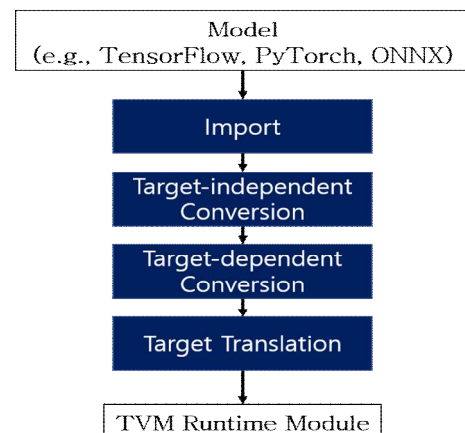 Model
(e.g., TensorFlow, PyTorch, ONNX)
Import
Target-independent
Conversion
Target-dependent
Conversion
Target Translation
TVM Runtime Module